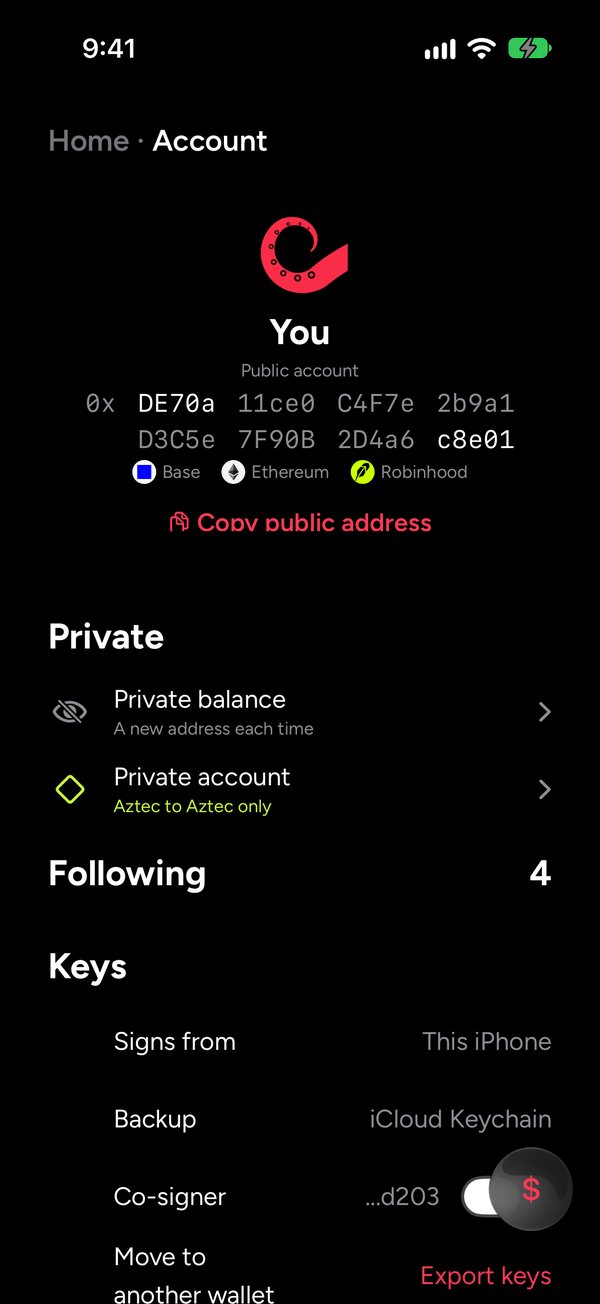 9:41
Home · Account
You
Public account
0x DE70a 11ce0 C4F7e 2b9a1
D3C5e 7F90B 2D4a6 c8e01
Base Ethereum Robinhood
Copy public address
Private
Private balance
A new address each time
Private account
Aztec to Aztec only
Following 4
Keys
Signs from This iPhone
Backup iCloud Keychain
Co-signer ...d203
$
Move to
another wallet
Export keys